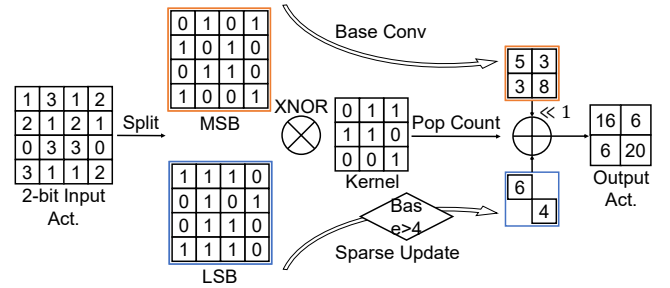 0 1 0 1
1 0 1 0
0 1 1 0
1 0 0 1
MSB
Base Conv
5 3
3 8
≪ 1
1 3 1 2
2 1 2 1
0 3 3 0
3 1 1 2
2-bit Input
Act.
Split
XNOR
0 1 1
1 1 0
0 0 1
Kernel
Pop Count
16 6
6 20
Output
Act.
1 1 1 0
0 1 0 1
0 1 1 0
1 1 1 0
LSB
Bas
e>4
Sparse Update
6
4